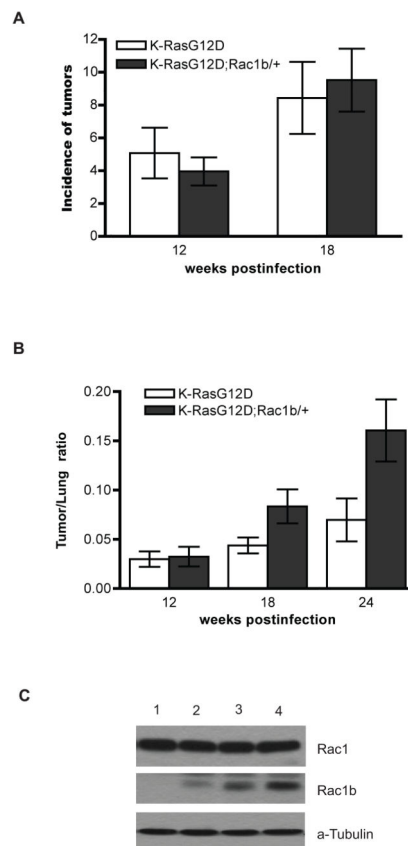 A
K-RasG12D
K-RasG12D;Rac1b/+
Incidence of tumors
12
10
8
6
4
2
0
12 18
weeks postinfection
B
K-RasG12D
K-RasG12D;Rac1b/+
Tumor/Lung ratio
0.20
0.15
0.10
0.05
0.00
12 18 24
weeks postinfection
C
1 2 3 4
Rac1
Rac1b
a-Tubulin